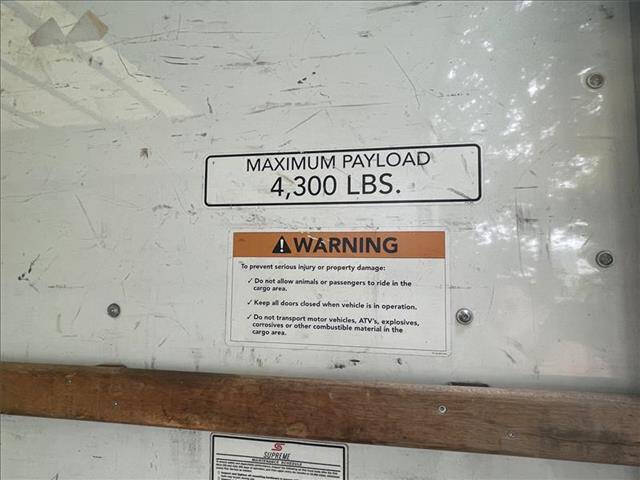 MAXIMUM PAYLOAD
4,300 LBS.
WARNING
To prevent serious injury or property damage:
✓ Do not allow animals or passengers to ride in the
cargo area.
✓ Keep all doors closed when vehicle is in operation.
✓ Do not transport motor vehicles, ATV's, explosives,
corrosives or other combustible material in the
cargo area.
SUPREME
MAINTENANCE SCHEDULE